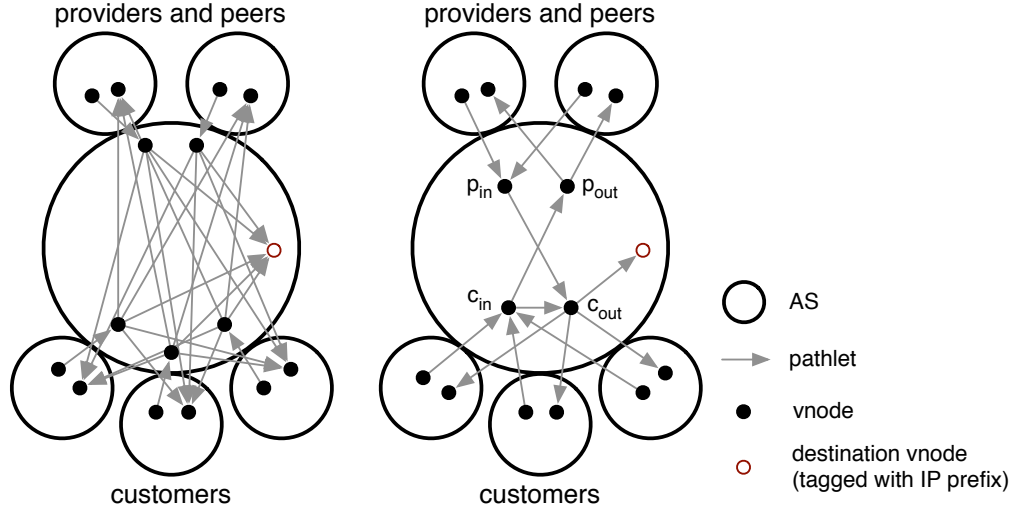 providers and peers
providers and peers
p_in
p_out
c_in
c_out
AS
pathlet
vnode
destination vnode
(tagged with IP prefix)
customers
customers